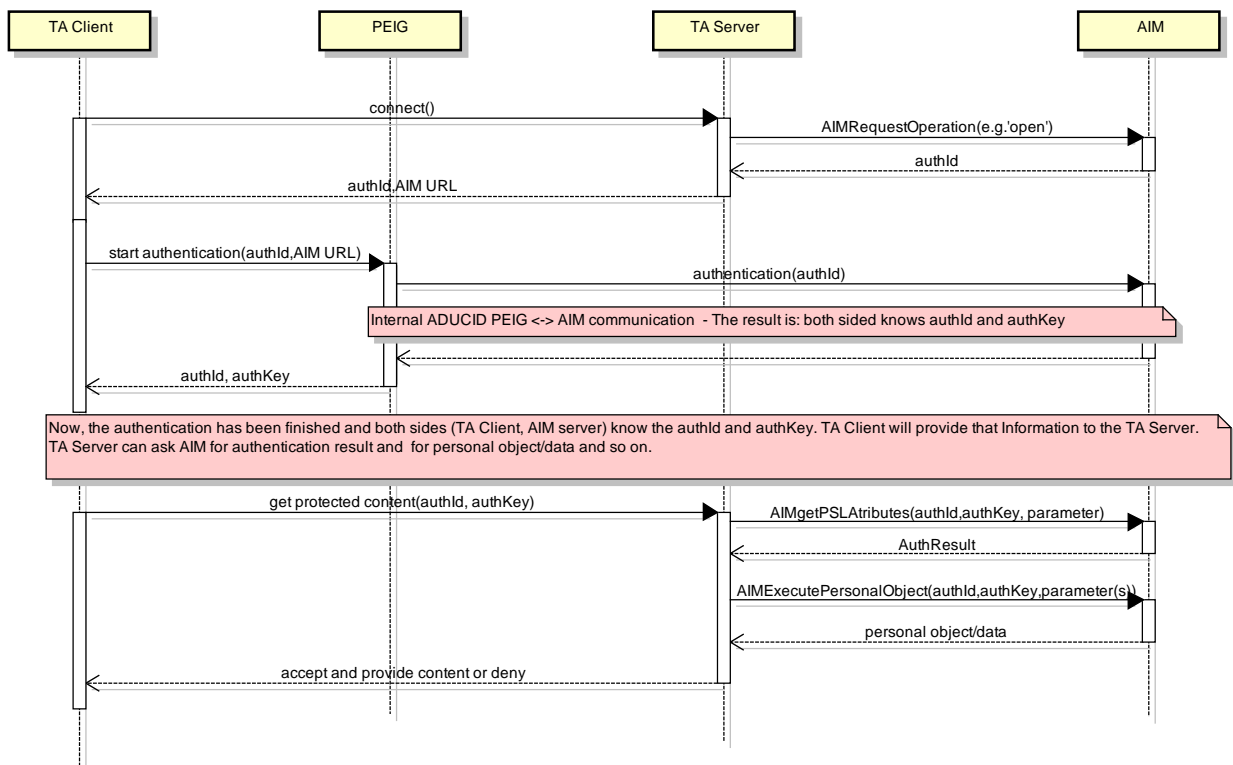 TA Client
PEIG
TA Server
AIM
connect()
AIMRequestOperation(e.g.'open')
authId
authId,AIM URL
start authentication(authId,AIM URL)
authentication(authId)
Internal ADUCID PEIG <-> AIM communication - The result is: both sided knows authId and authKey
authId, authKey
Now, the authentication has been finished and both sides (TA Client, AIM server) know the authId and authKey. TA Client will provide that Information to the TA Server.
TA Server can ask AIM for authentication result and for personal object/data and so on.
get protected content(authId, authKey)
AIMgetPSLAtributes(authId,authKey, parameter)
AuthResult
AIMExecutePersonalObject(authId,authKey,parameter(s))
personal object/data
accept and provide content or deny